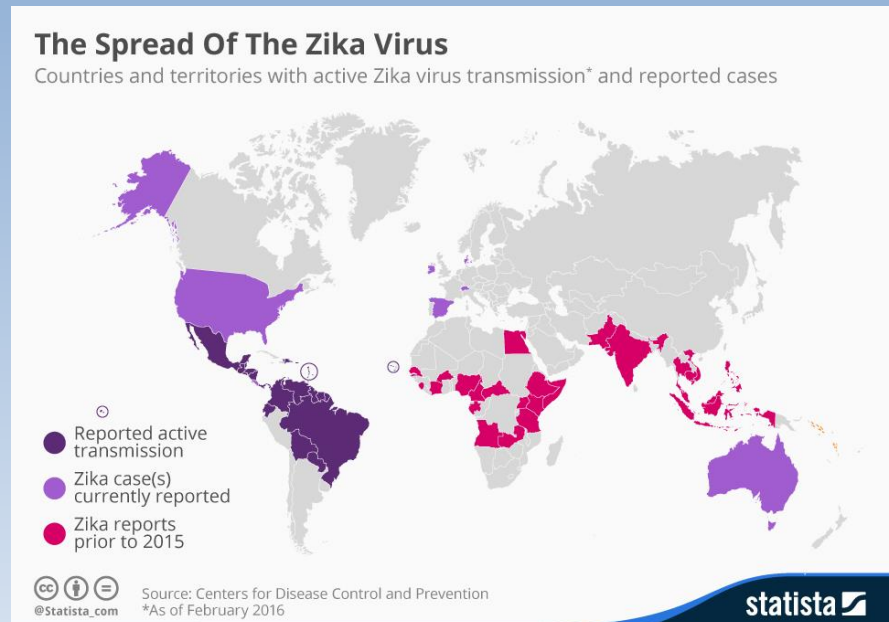 The Spread Of The Zika Virus
Countries and territories with active Zika virus transmission* and reported cases
Reported active
transmission
Zika case(s)
currently reported
Zika reports
prior to 2015
cc
@Statista_com
Source: Centers for Disease Control and Prevention
*As of February 2016
statista